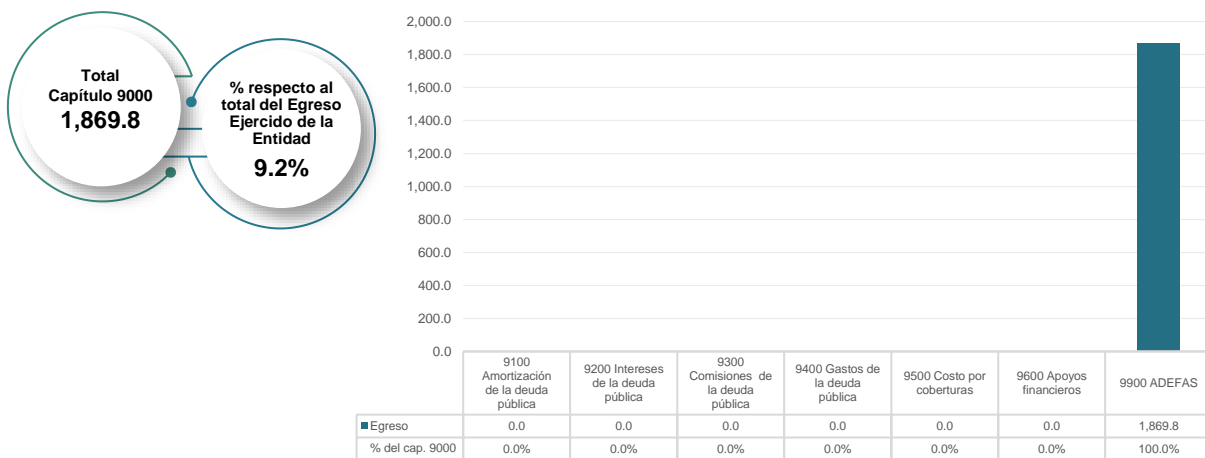 Total
Capítulo 9000
1,869.8
% respecto al
total del Egreso
Ejercido de la
Entidad
9.2%
2,000.0
1,800.0
1,600.0
1,400.0
1,200.0
1,000.0
800.0
600.0
400.0
200.0
0.0
9100
Amortización
de la deuda
pública
9200 Intereses
de la deuda
pública
9300
Comisiones de
la deuda
pública
9400 Gastos de
la deuda
pública
9500 Costo por
coberturas
9600 Apoyos
financieros
9900 ADEFAS
Egreso 0.0 0.0 0.0 0.0 0.0 0.0 1,869.8
% del cap. 9000 0.0% 0.0% 0.0% 0.0% 0.0% 0.0% 100.0%